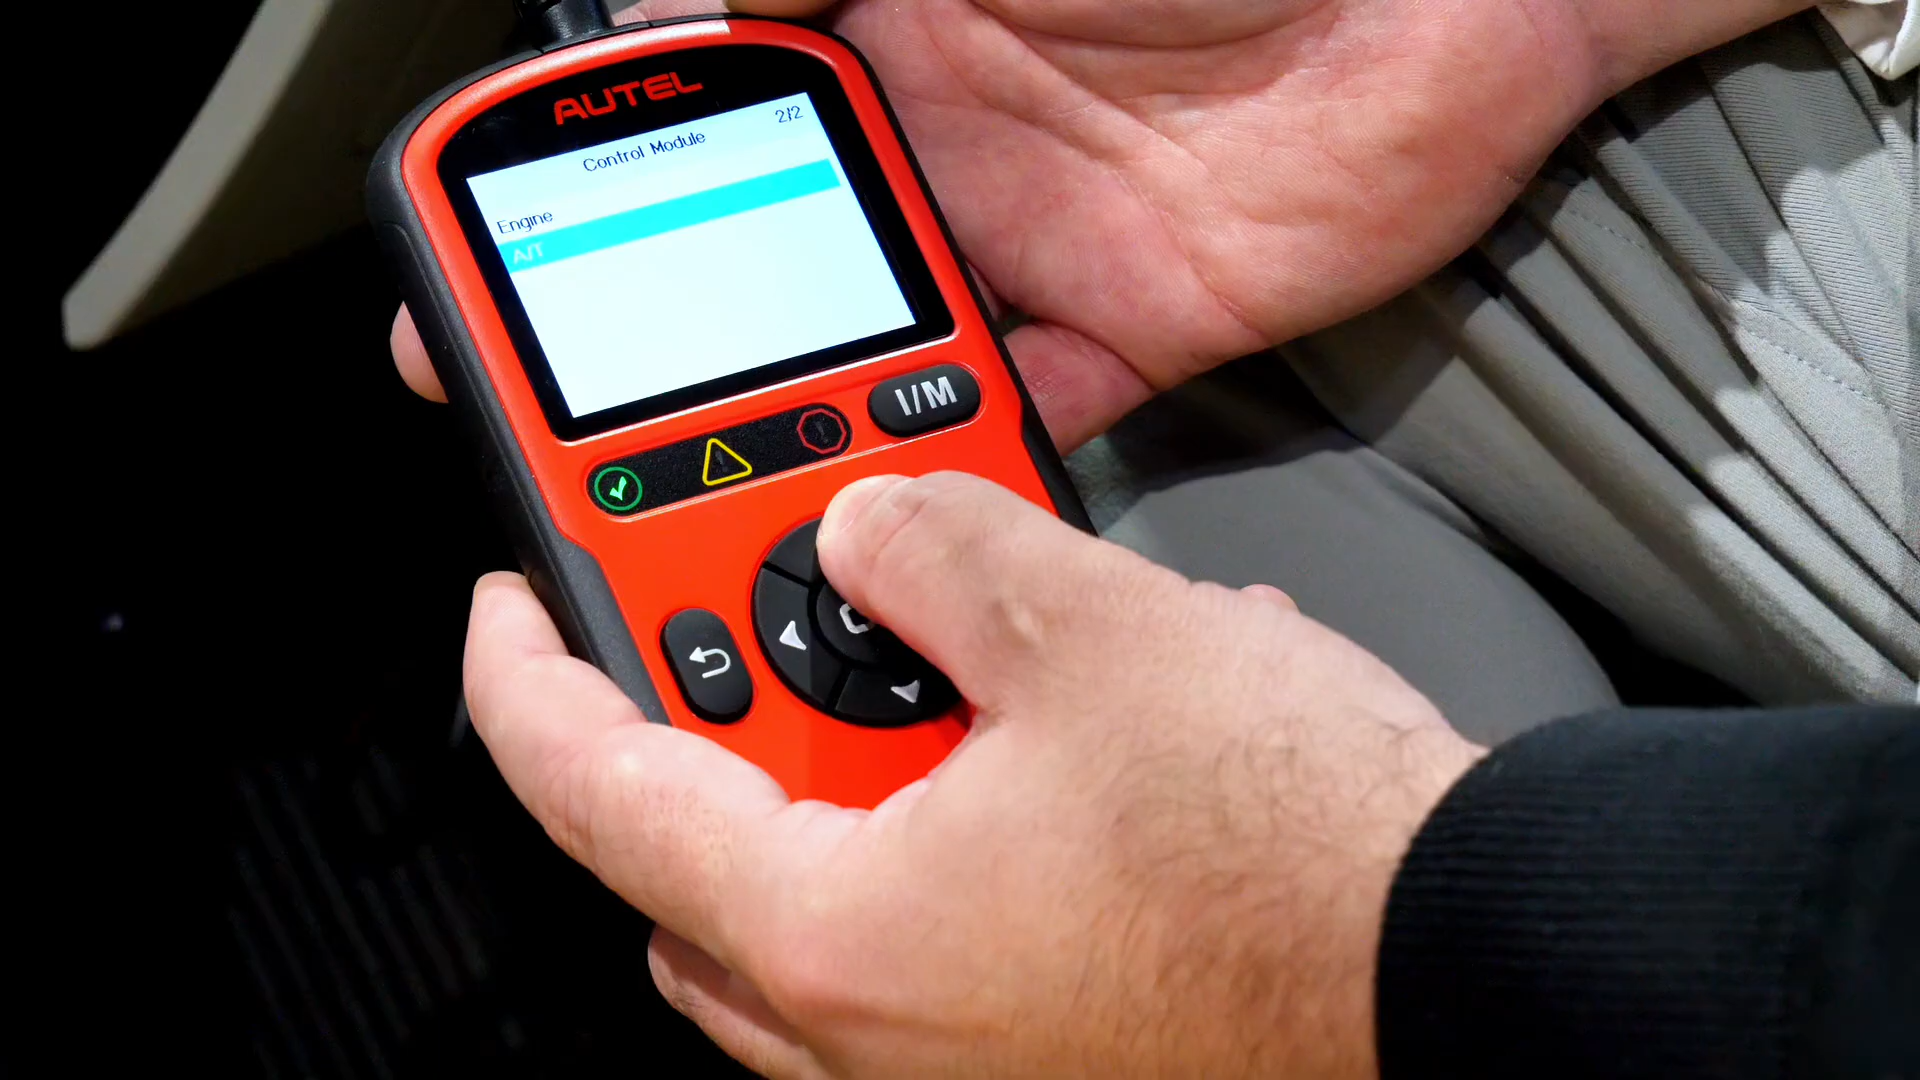 AUTEL
Control Module
2/2
Engine
A/T
I/M